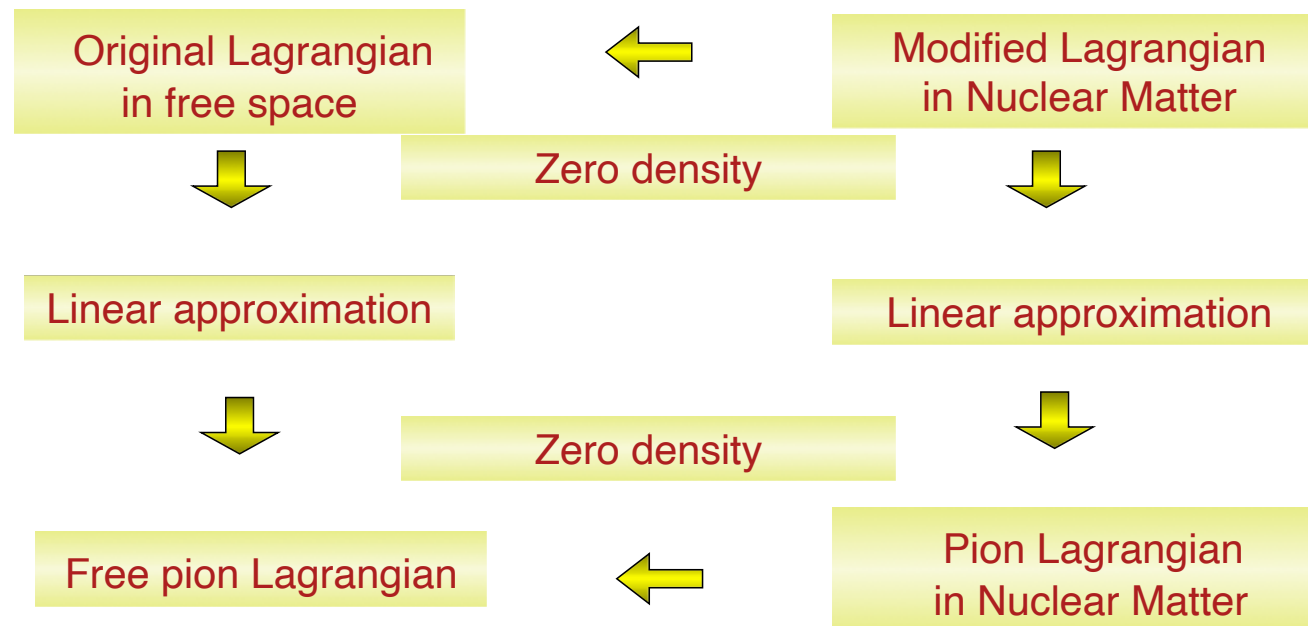 Original Lagrangian
in free space
Modified Lagrangian
in Nuclear Matter
Zero density
Linear approximation
Linear approximation
Zero density
Free pion Lagrangian
Pion Lagrangian
in Nuclear Matter